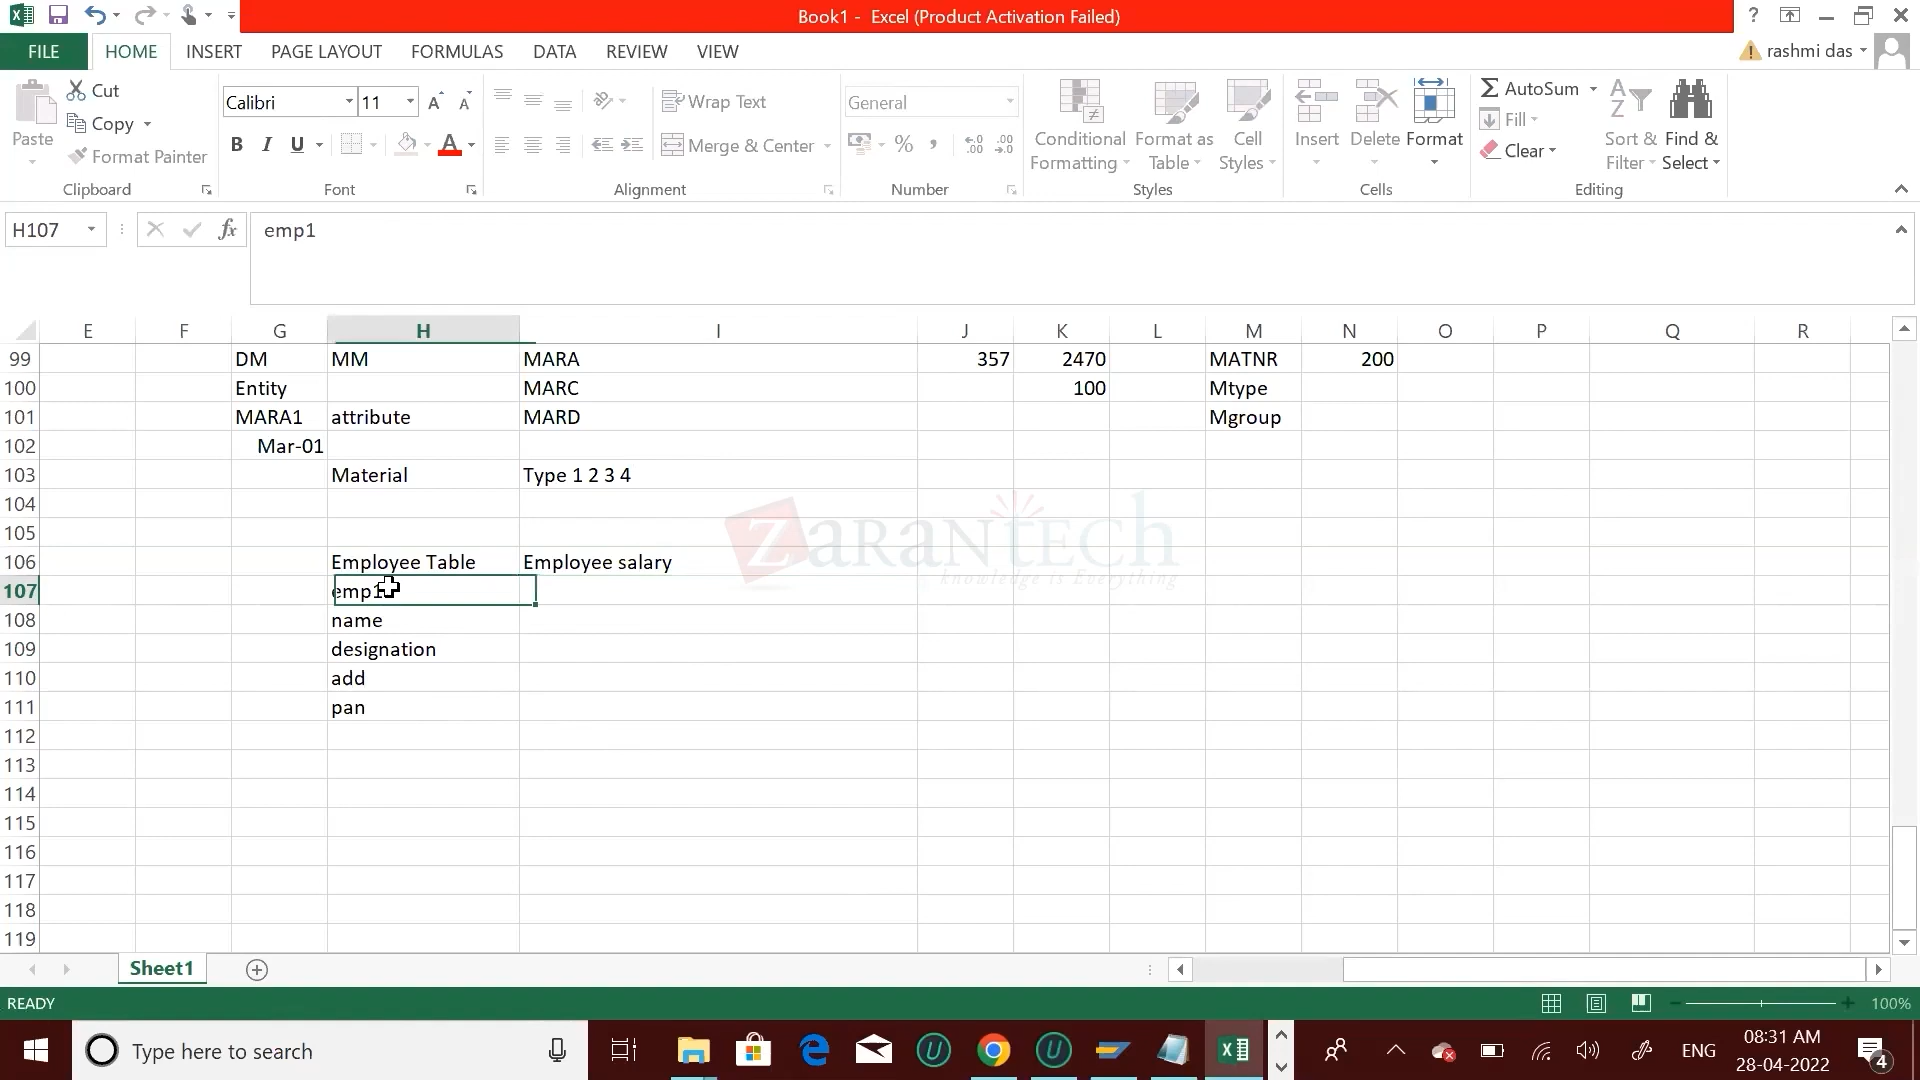 Book1 - Excel (Product Activation Failed)
?
FILE HOME INSERT PAGE LAYOUT FORMULAS DATA REVIEW VIEW
rashmi das
Paste
Cut
Copy
Format Painter
Clipboard
Calibri 11
B I U A
Font
Wrap Text
Merge & Center
Alignment
General
%
Number
Conditional Formatting
Format as Table
Cell Styles
Styles
Insert Delete Format
Cells
AutoSum
Fill
Clear
Sort & Filter
Find & Select
Editing
H107 fx emp1
E F G H I J K L M N O P Q R
99 DM MM MARA 357 2470 MATNR 200
100 Entity MARC 100 Mtype
101 MARA1 attribute MARD Mgroup
102 Mar-01
103 Material Type 1 2 3 4
104
105
zarantech
knowledge is Everything
106 Employee Table Employee salary
107 emp1
108 name
109 designation
110 add
111 pan
112
113
114
115
116
117
118
119
Sheet1
READY 100%
Type here to search
ENG
08:31 AM
28-04-2022
4